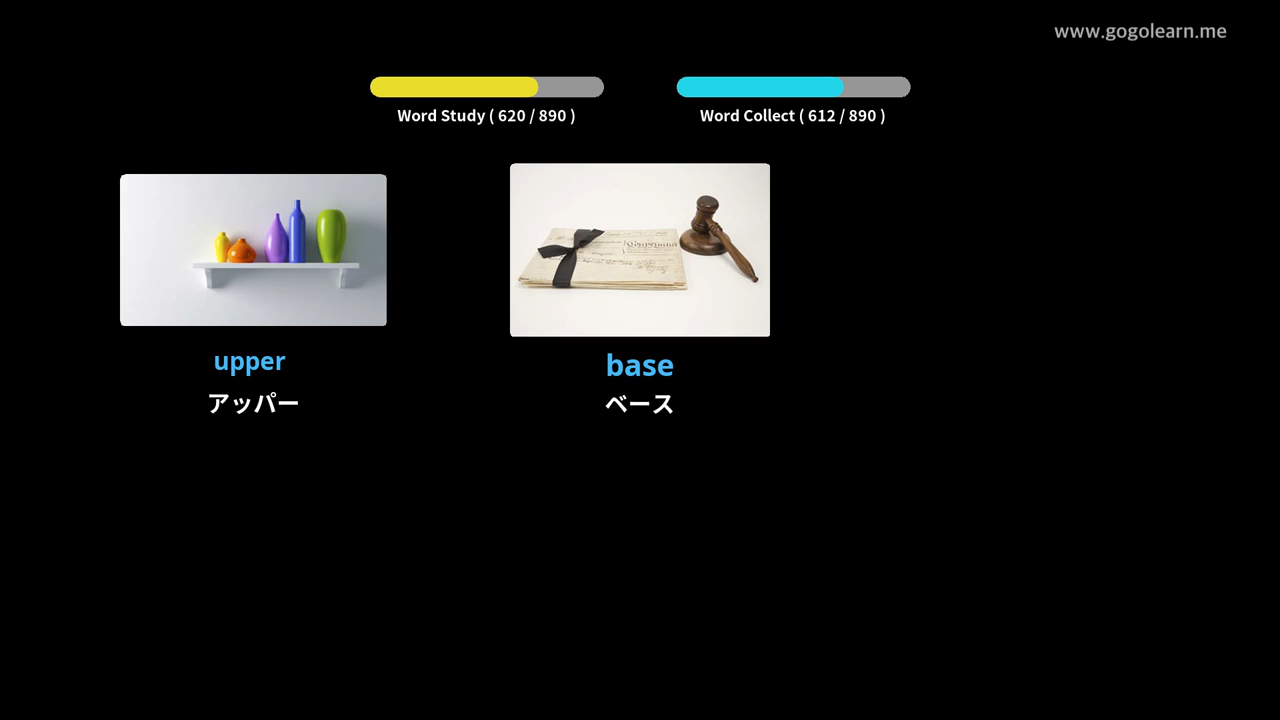 www.gogolearn.me
Word Study ( 620 / 890 )
Word Collect ( 612 / 890 )
upper
アッパー
base
ベース